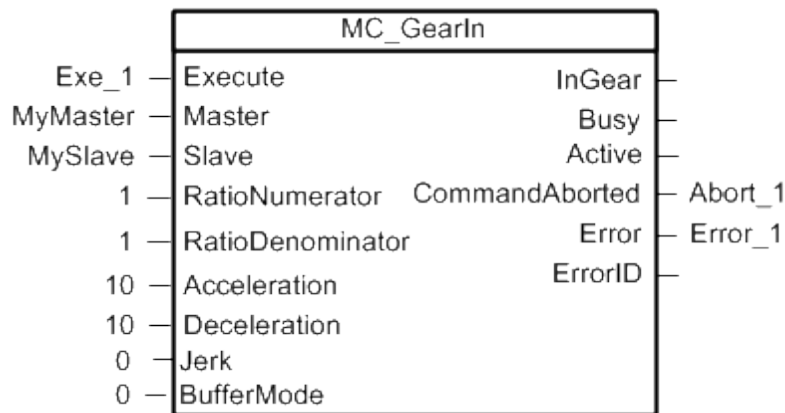 MC_GearIn
Exe_1 Execute InGear
MyMaster Master Busy
MySlave Slave Active
1 RatioNumerator CommandAborted Abort_1
1 RatioDenominator Error Error_1
10 Acceleration ErrorID
10 Deceleration
0 Jerk
0 BufferMode